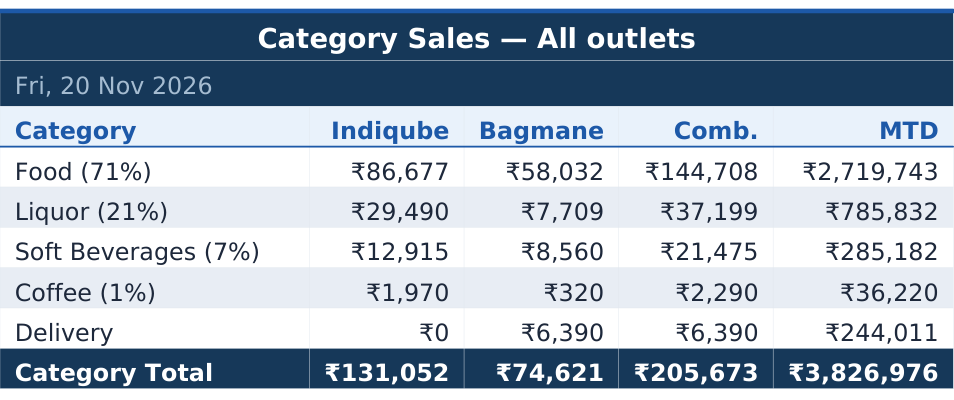 Category Sales — All outlets
Fri, 20 Nov 2026
Category Indiqube Bagmane Comb. MTD
Food (71%) ₹86,677 ₹58,032 ₹144,708 ₹2,719,743
Liquor (21%) ₹29,490 ₹7,709 ₹37,199 ₹785,832
Soft Beverages (7%) ₹12,915 ₹8,560 ₹21,475 ₹285,182
Coffee (1%) ₹1,970 ₹320 ₹2,290 ₹36,220
Delivery ₹0 ₹6,390 ₹6,390 ₹244,011
Category Total ₹131,052 ₹74,621 ₹205,673 ₹3,826,976